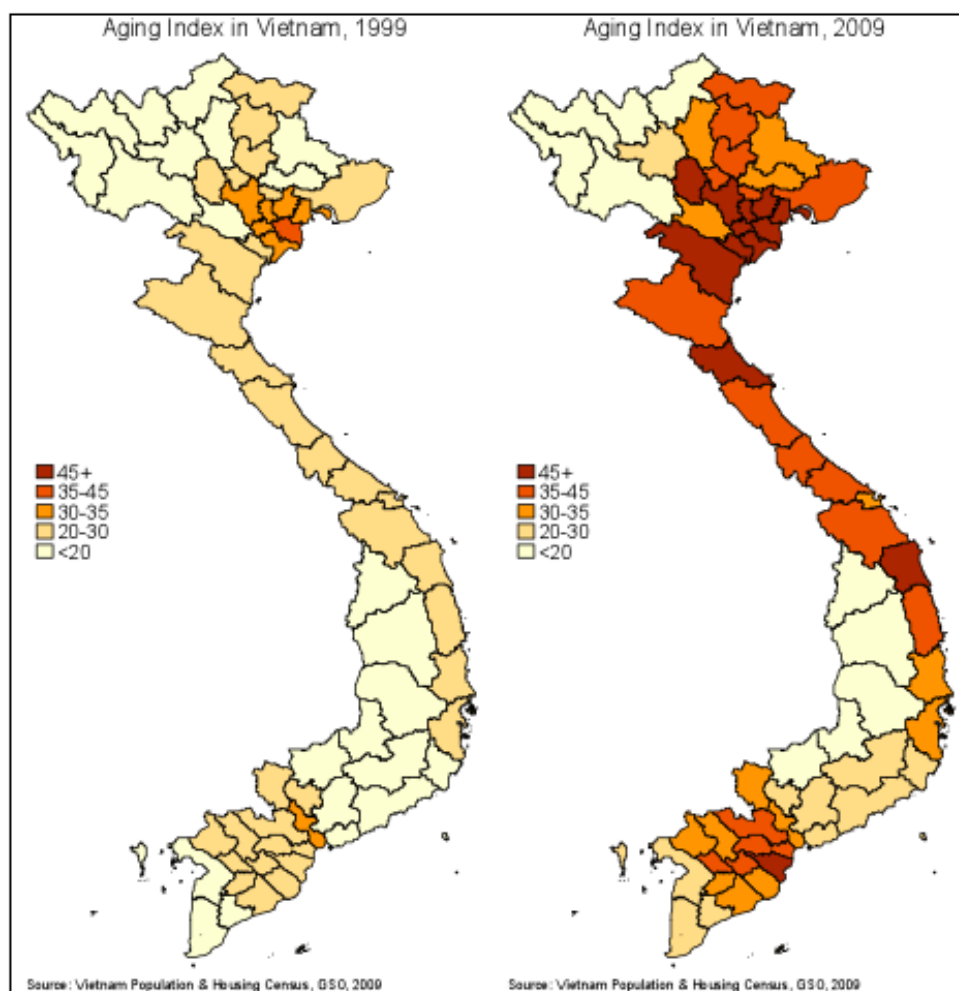 Aging Index in Vietnam, 1999
45+
35-45
30-35
20-30
<20
Source: Vietnam Population & Housing Census, GSO, 2009
Aging Index in Vietnam, 2009
45+
35-45
30-35
20-30
<20
Source: Vietnam Population & Housing Census, GSO, 2009